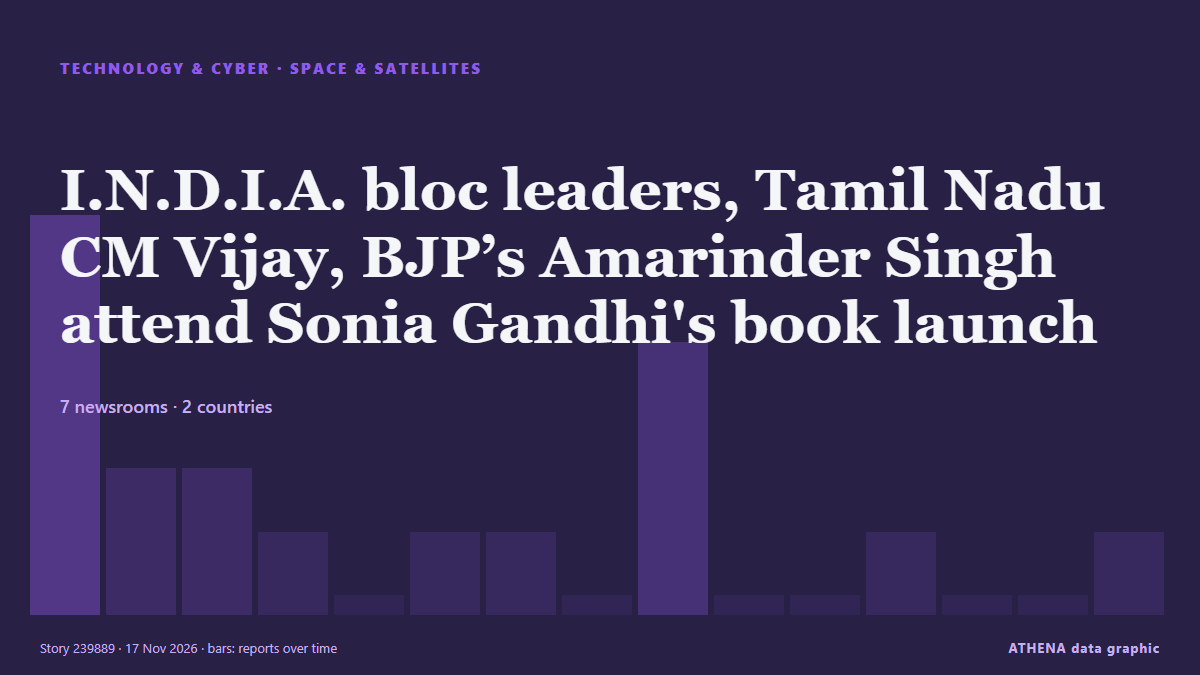 TECHNOLOGY & CYBER · SPACE & SATELLITES
I.N.D.I.A. bloc leaders, Tamil Nadu
CM Vijay, BJP’s Amarinder Singh
attend Sonia Gandhi's book launch
7 newsrooms · 2 countries
Story 239889 · 17 Nov 2026 · bars: reports over time
ATHENA data graphic